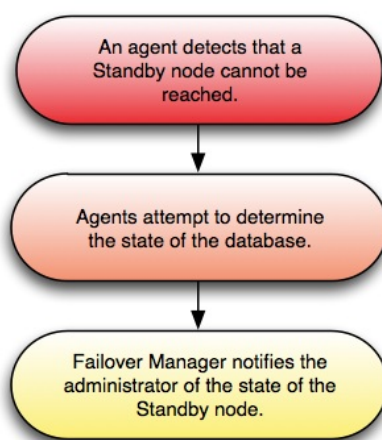 An agent detects that a
Standby node cannot be
reached.
Agents attempt to determine
the state of the database.
Failover Manager notifies the
administrator of the state of the
Standby node.